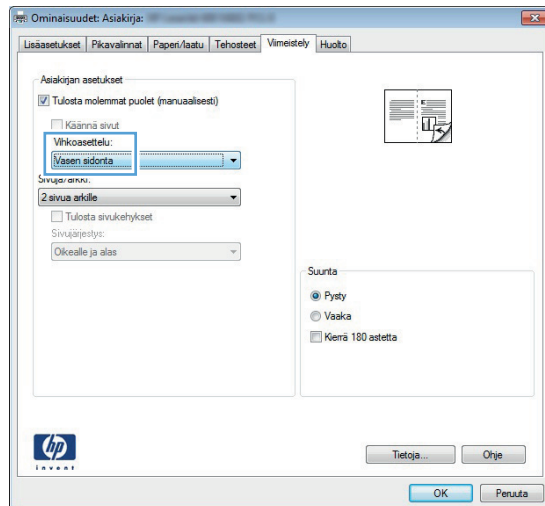 Ominaisuudet: Asiakirja:
Lisäasetukset Pikavalinnat Paperi/laatu Tehosteet Viimeistely Huolto
Asiakirjan asetukset
Tulosta molemmat puolet (manuaalisesti)
Käännä sivut
Vihkoasettelu:
Vasen sidonta
Sivuja/arkki:
2 sivua arkille
Tulosta sivukehykset
Sivujärjestys:
Oikealle ja alas
Suunta
Pysty
Vaaka
Kierrä 180 astetta
hp
invent
Tietoja... Ohje
OK Peruuta